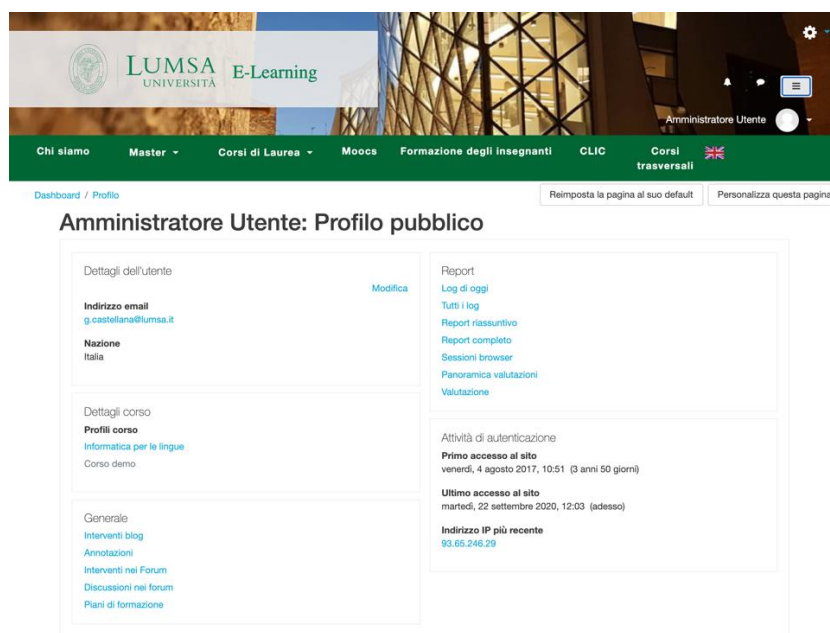 LUMSA
UNIVERSITÀ
E-Learning
Amministratore Utente
Chi siamo
Master
Corsi di Laurea
Moocs
Formazione degli insegnanti
CLIC
Corsi
trasversali
Dashboard / Profilo
Reimposta la pagina al suo default
Personalizza questa pagina
Amministratore Utente: Profilo pubblico
Dettagli dell'utente
Modifica
Indirizzo email
g.castellana@lumsa.it
Nazione
Italia
Dettagli corso
Profili corso
Informatica per le lingue
Corso demo
Generale
Interventi blog
Annotazioni
Interventi nei Forum
Discussioni nei forum
Piani di formazione
Report
Log di oggi
Tutti i log
Report riassuntivo
Report completo
Sessioni browser
Panoramica valutazioni
Valutazione
Attività di autenticazione
Primo accesso al sito
venerdì, 4 agosto 2017, 10:51 (3 anni 50 giorni)
Ultimo accesso al sito
martedì, 22 settembre 2020, 12:03 (adesso)
Indirizzo IP più recente
93.65.246.29